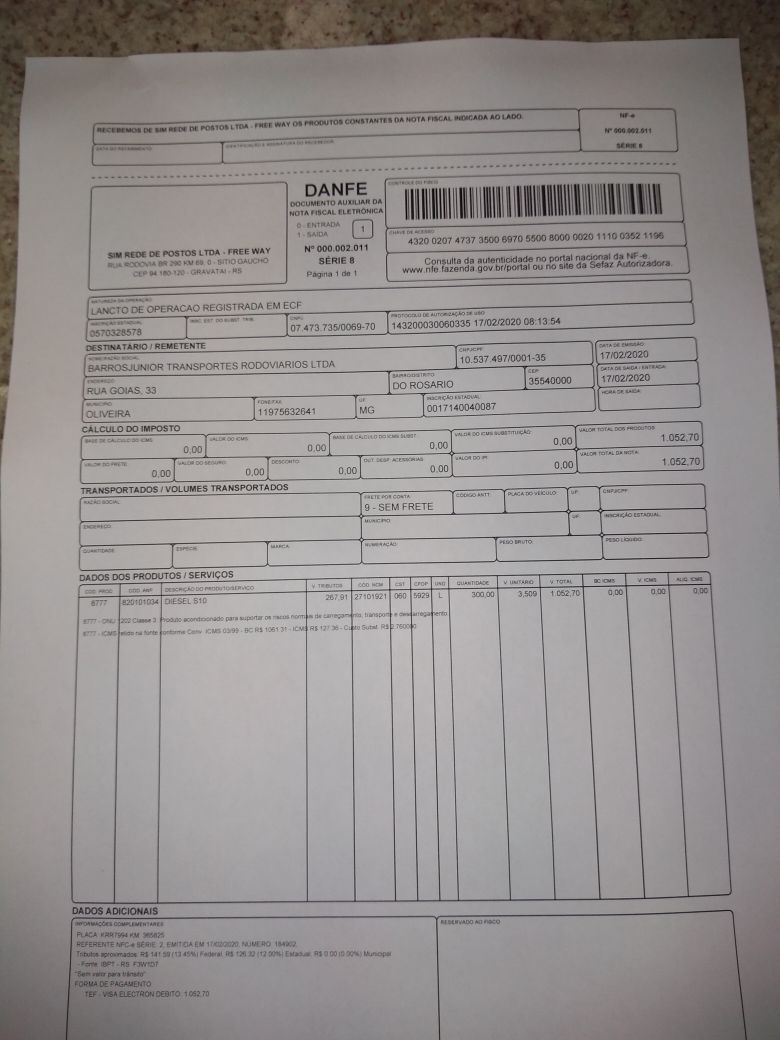 RECEBEMOS DE SIM REDE DE POSTOS LTDA - FREE WAY OS PRODUTOS CONSTANTES DA NOTA FISCAL INDICADA AO LADO.
NF-e
Nº 000.002.011
SÉRIE 8
DATA DO RECEBIMENTO
IDENTIFICAÇÃO E ASSINATURA DO RECEBEDOR
SIM REDE DE POSTOS LTDA - FREE WAY
RUA RODOVIA BR 290 KM 69, 0 - SITIO GAUCHO
CEP 94.180-120 - GRAVATAI - RS
DANFE
DOCUMENTO AUXILIAR DA
NOTA FISCAL ELETRÔNICA
0 - ENTRADA
1 - SAÍDA
1
Nº 000.002.011
SÉRIE 8
Página 1 de 1
CONTROLE DO FISCO
CHAVE DE ACESSO
4320 0207 4737 3500 6970 5500 8000 0020 1110 0352 1196
Consulta da autenticidade no portal nacional da NF-e.
www.nfe.fazenda.gov.br/portal ou no site da Sefaz Autorizadora.
NATUREZA DA OPERAÇÃO
LANCTO DE OPERACAO REGISTRADA EM ECF
INSCRIÇÃO ESTADUAL
0570328578
INSC. EST. DO SUBST. TRIB.
CNPJ
07.473.735/0069-70
PROTOCOLO DE AUTORIZAÇÃO DE USO
143200030060335 17/02/2020 08:13:54
DESTINATÁRIO / REMETENTE
NOME/RAZÃO SOCIAL
BARROSJUNIOR TRANSPORTES RODOVIARIOS LTDA
CNPJ/CPF
10.537.497/0001-35
DATA DE EMISSÃO
17/02/2020
ENDEREÇO
RUA GOIAS, 33
BAIRRO/DISTRITO
DO ROSARIO
CEP
35540000
DATA DE SAÍDA / ENTRADA
17/02/2020
MUNICÍPIO
OLIVEIRA
FONE/FAX
11975632641
UF
MG
INSCRIÇÃO ESTADUAL
0017140040087
HORA DE SAÍDA
CÁLCULO DO IMPOSTO
BASE DE CÁLCULO DO ICMS
0,00
VALOR DO ICMS
0,00
BASE DE CÁLCULO DO ICMS SUBST.
0,00
VALOR DO ICMS SUBSTITUIÇÃO
0,00
VALOR TOTAL DOS PRODUTOS
1.052,70
VALOR DO FRETE
0,00
VALOR DO SEGURO
0,00
DESCONTO
0,00
OUT. DESP. ACESSÓRIAS
0,00
VALOR DO IPI
0,00
VALOR TOTAL DA NOTA
1.052,70
TRANSPORTADOS / VOLUMES TRANSPORTADOS
RAZÃO SOCIAL
FRETE POR CONTA
9 - SEM FRETE
CÓDIGO ANTT
PLACA DO VEÍCULO
UF
CNPJ/CPF
ENDEREÇO
MUNICÍPIO
UF
INSCRIÇÃO ESTADUAL
QUANTIDADE
ESPÉCIE
MARCA
NUMERAÇÃO
PESO BRUTO
PESO LÍQUIDO
DADOS DOS PRODUTOS / SERVIÇOS
CÓD. PROD CÓD. ANP DESCRIÇÃO DO PRODUTO/SERVIÇO V. TRIBUTOS CÓD. NCM CST CFOP UND QUANTIDADE V. UNITÁRIO V. TOTAL BC ICMS V. ICMS ALIQ. ICMS
8777 820101034 DIESEL S10 267,91 27101921 060 5929 L 300,00 3,509 1.052,70 0,00 0,00 0,00
8777 - ONU 1202 Classe 3 Produto acondicionado para suportar os riscos normais de carregamento, transporte e descarregamento.
8777 - ICMS retido na fonte conforme Conv. ICMS 03/99 - BC R$ 1061.31 - ICMS R$ 127.36 - Custo Subst. R$
DADOS ADICIONAIS
INFORMAÇÕES COMPLEMENTARES
RESERVADO AO FISCO
PLACA: KRR7994 KM: 365825
REFERENTE NFC-e SÉRIE: 2, EMITIDA EM 17/02/2020, NÚMERO: 184902.
Tributos aproximados: R$ 141.59 (13.45%) Federal, R$ 126.32 (12.00%) Estadual, R$ 0.00 (0.00%) Municipal
- Fonte: IBPT - RS F3W1D7
"Sem valor para trânsito"
FORMA DE PAGAMENTO
TEF - VISA ELECTRON DEBITO: 1.052,70